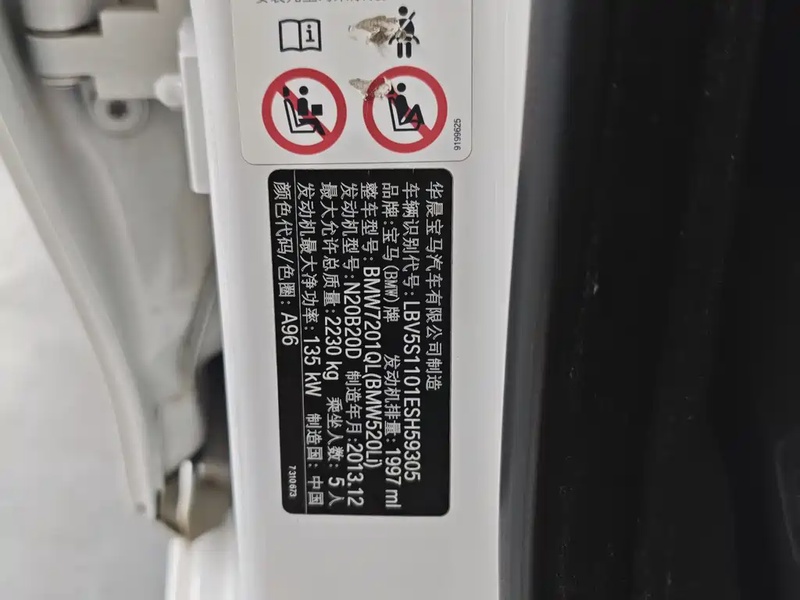 9199625
华晨宝马汽车有限公司制造
车辆识别代号: LBV5S1101ESH59305
品牌:宝马(BMW)牌 发动机排量: 1997 ml
整车型号: BMW7201QL(BMW520Li)
发动机型号:N20B20D 制造年月:2013.12
最大允许总质量:2230 kg 乘坐人数: 5 人
发动机最大净功率:135 kW 制造国: 中国
颜色代码/色圈: A96
7 310 673